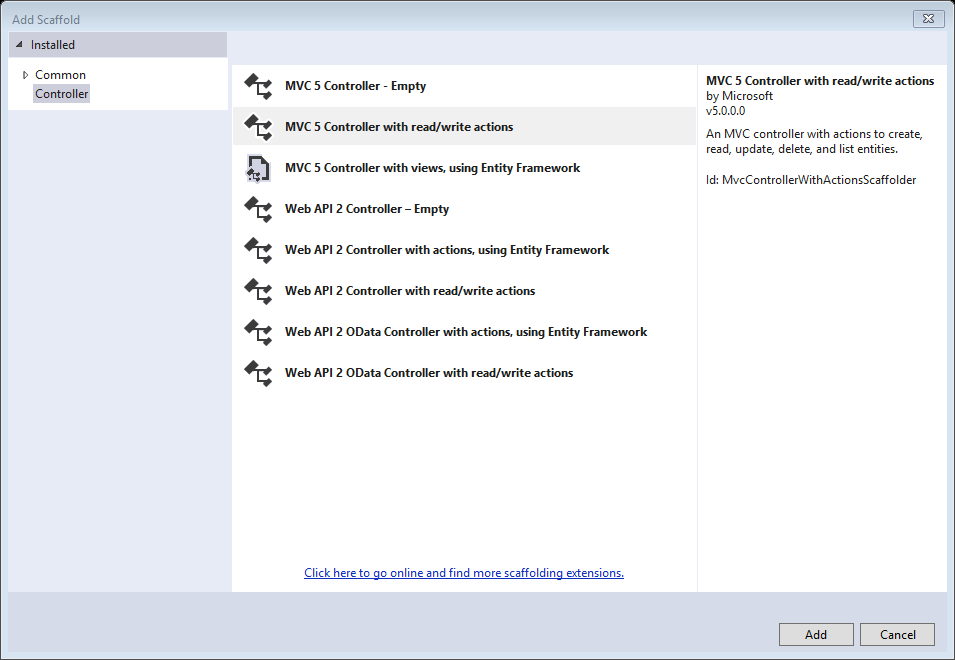 Add Scaffold
Installed
Common
Controller
MVC 5 Controller - Empty
MVC 5 Controller with read/write actions
MVC 5 Controller with views, using Entity Framework
Web API 2 Controller – Empty
Web API 2 Controller with actions, using Entity Framework
Web API 2 Controller with read/write actions
Web API 2 OData Controller with actions, using Entity Framework
Web API 2 OData Controller with read/write actions
Click here to go online and find more scaffolding extensions.
MVC 5 Controller with read/write actions
by Microsoft
v5.0.0.0
An MVC controller with actions to create,
read, update, delete, and list entities.
Id: MvcControllerWithActionsScaffolder
Add
Cancel